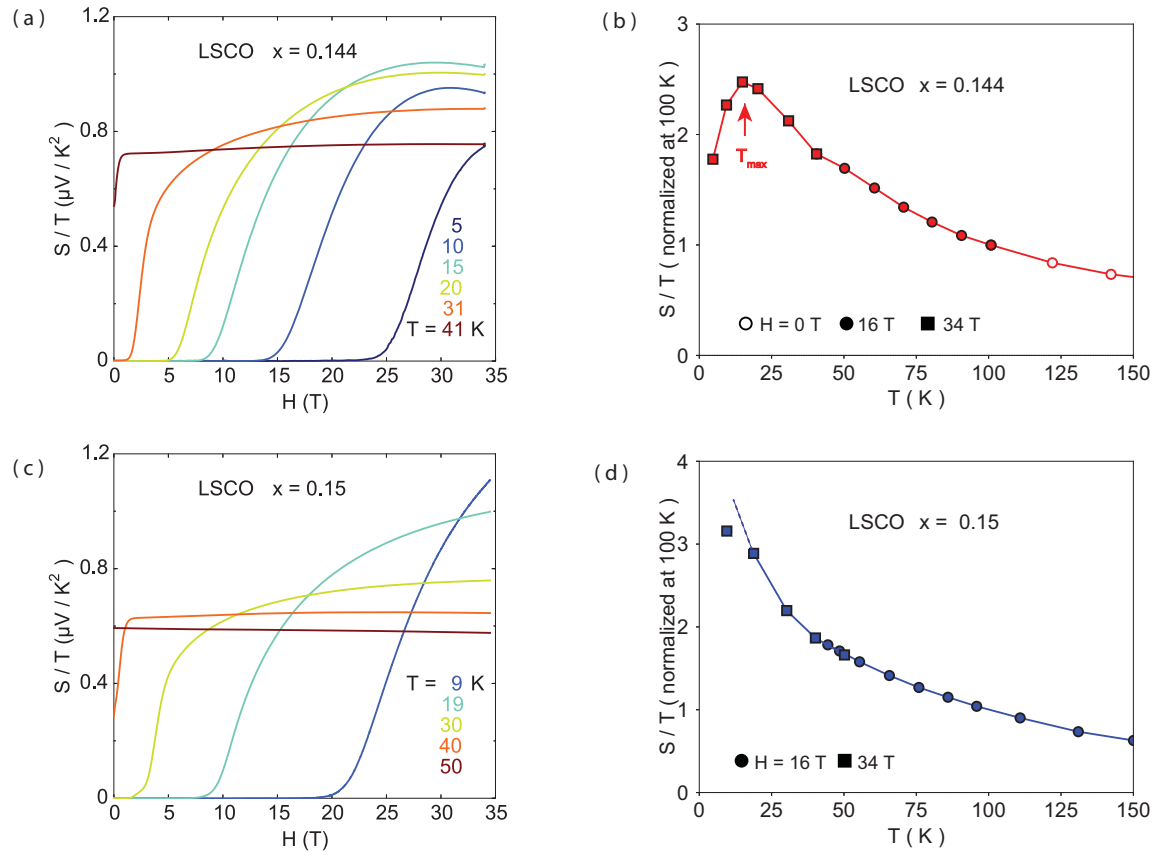 (a)
S / T (µV / K²)
1.2
0.8
0.4
0
LSCO x = 0.144
5
10
15
20
31
T = 41 K
0 5 10 15 20 25 30 35
H (T)
(b)
S / T ( normalized at 100 K )
3
2
1
0
LSCO x = 0.144
Tmax
H = 0 T 16 T 34 T
0 25 50 75 100 125 150
T ( K )
(c)
S / T (µV / K²)
1.2
0.8
0.4
0
LSCO x = 0.15
T = 9 K
19
30
40
50
0 5 10 15 20 25 30 35
H (T)
(d)
S / T ( normalized at 100 K )
4
3
2
1
0
LSCO x = 0.15
H = 16 T 34 T
0 25 50 75 100 125 150
T ( K )